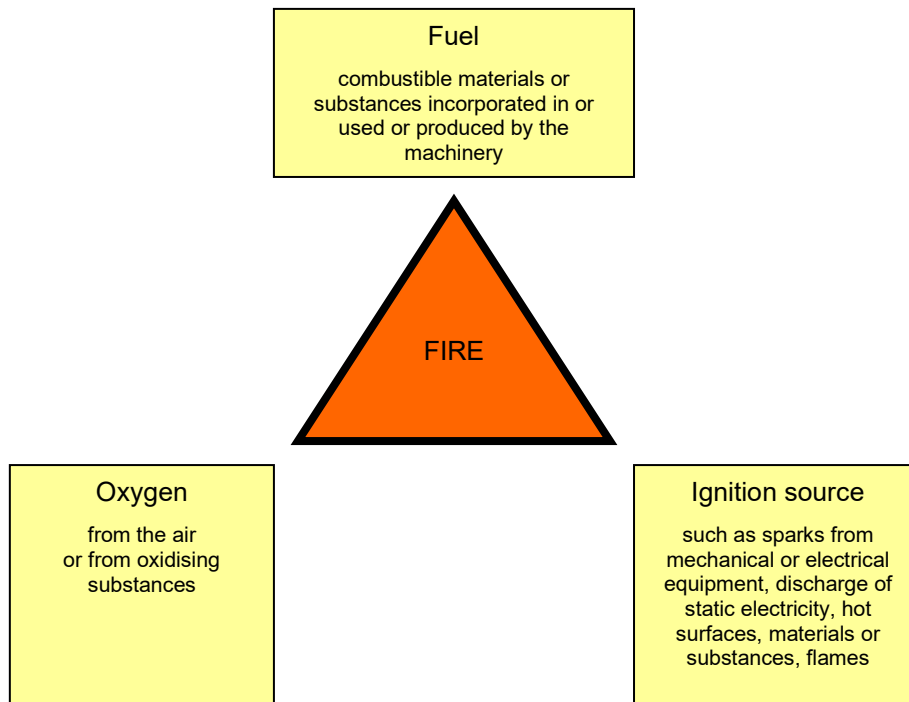 Fuel
combustible materials or
substances incorporated in or
used or produced by the
machinery
FIRE
Oxygen
from the air
or from oxidising
substances
Ignition source
such as sparks from
mechanical or electrical
equipment, discharge of
static electricity, hot
surfaces, materials or
substances, flames